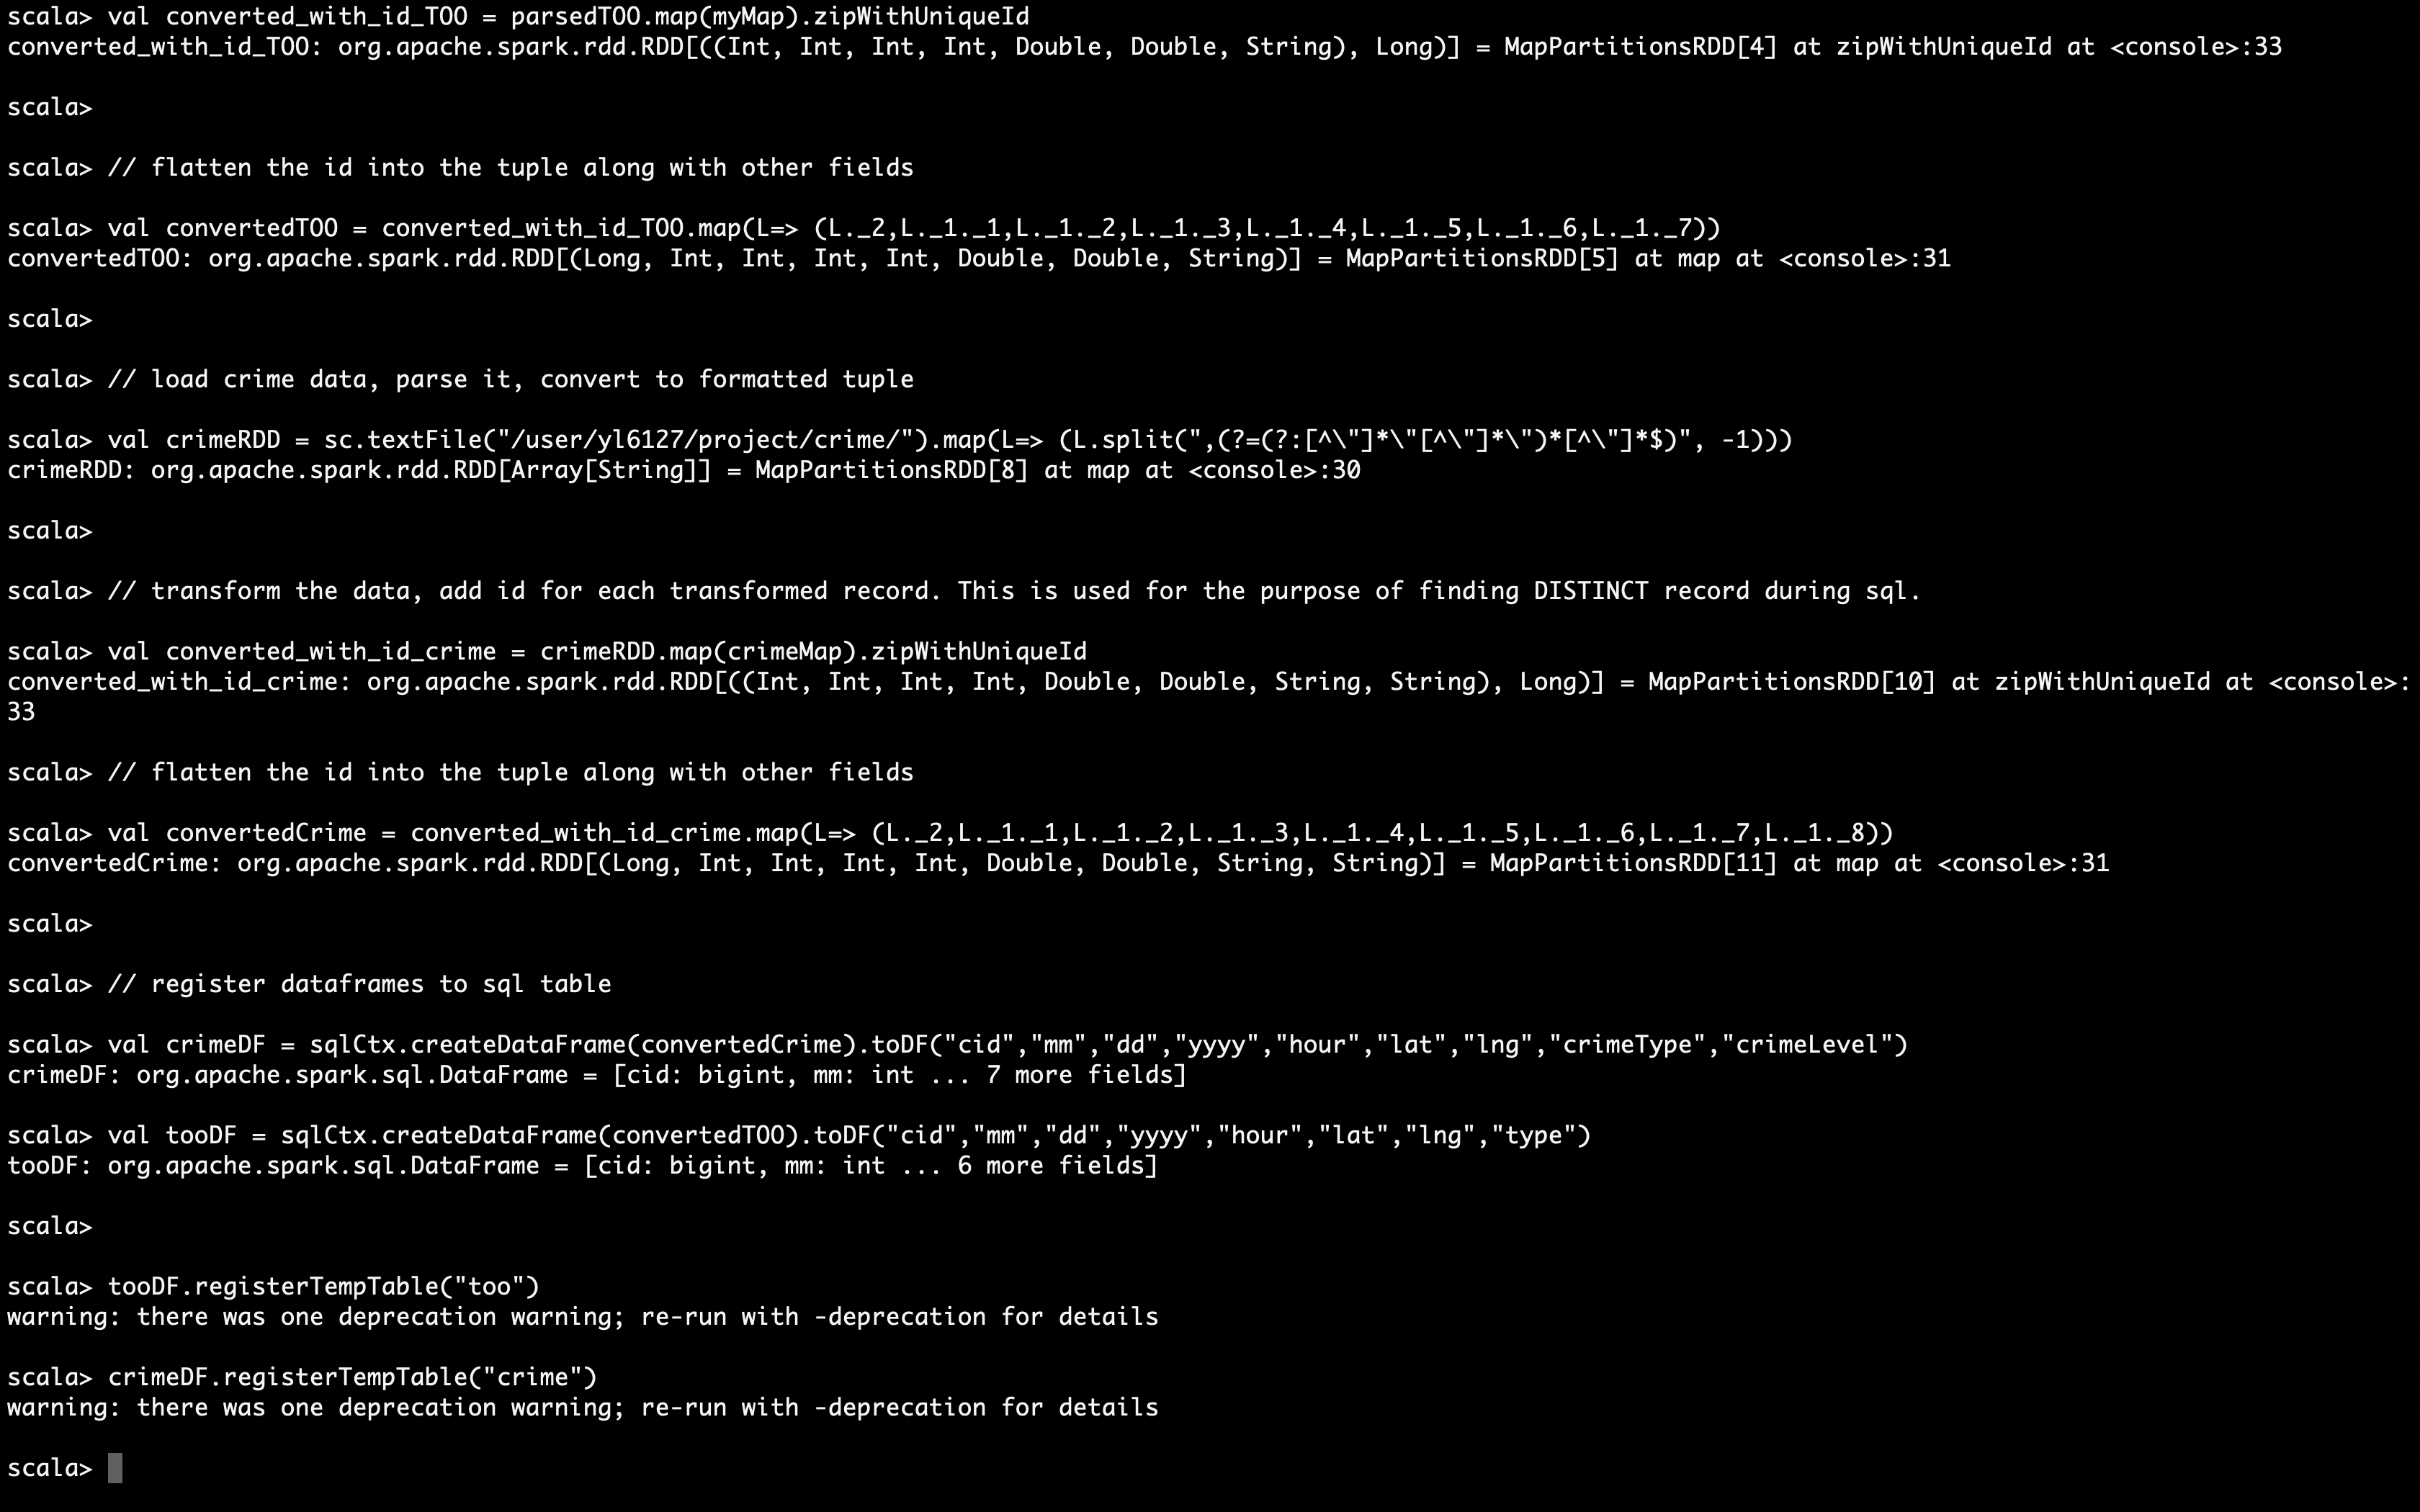 scala> val converted_with_id_TOO = parsedTOO.map(myMap).zipWithUniqueId
converted_with_id_TOO: org.apache.spark.rdd.RDD[((Int, Int, Int, Int, Double, Double, String), Long)] = MapPartitionsRDD[4] at zipWithUniqueId at <console>:33
scala>
scala> // flatten the id into the tuple along with other fields
scala> val convertedTOO = converted_with_id_TOO.map(L=> (L._2,L._1._1,L._1._2,L._1._3,L._1._4,L._1._5,L._1._6,L._1._7))
convertedTOO: org.apache.spark.rdd.RDD[(Long, Int, Int, Int, Int, Double, Double, String)] = MapPartitionsRDD[5] at map at <console>:31
scala>
scala> // load crime data, parse it, convert to formatted tuple
scala> val crimeRDD = sc.textFile("/user/yl6127/project/crime/").map(L=> (L.split(",(?=(?:[^\"]*\"[^\"]*\")*[^\"]*$)", -1)))
crimeRDD: org.apache.spark.rdd.RDD[Array[String]] = MapPartitionsRDD[8] at map at <console>:30
scala>
scala> // transform the data, add id for each transformed record. This is used for the purpose of finding DISTINCT record during sql.
scala> val converted_with_id_crime = crimeRDD.map(crimeMap).zipWithUniqueId
converted_with_id_crime: org.apache.spark.rdd.RDD[((Int, Int, Int, Int, Double, Double, String, String), Long)] = MapPartitionsRDD[10] at zipWithUniqueId at <console>:
33
scala> // flatten the id into the tuple along with other fields
scala> val convertedCrime = converted_with_id_crime.map(L=> (L._2,L._1._1,L._1._2,L._1._3,L._1._4,L._1._5,L._1._6,L._1._7,L._1._8))
convertedCrime: org.apache.spark.rdd.RDD[(Long, Int, Int, Int, Int, Double, Double, String, String)] = MapPartitionsRDD[11] at map at <console>:31
scala>
scala> // register dataframes to sql table
scala> val crimeDF = sqlCtx.createDataFrame(convertedCrime).toDF("cid","mm","dd","yyyy","hour","lat","lng","crimeType","crimeLevel")
crimeDF: org.apache.spark.sql.DataFrame = [cid: bigint, mm: int ... 7 more fields]
scala> val tooDF = sqlCtx.createDataFrame(convertedTOO).toDF("cid","mm","dd","yyyy","hour","lat","lng","type")
tooDF: org.apache.spark.sql.DataFrame = [cid: bigint, mm: int ... 6 more fields]
scala>
scala> tooDF.registerTempTable("too")
warning: there was one deprecation warning; re-run with -deprecation for details
scala> crimeDF.registerTempTable("crime")
warning: there was one deprecation warning; re-run with -deprecation for details
scala>